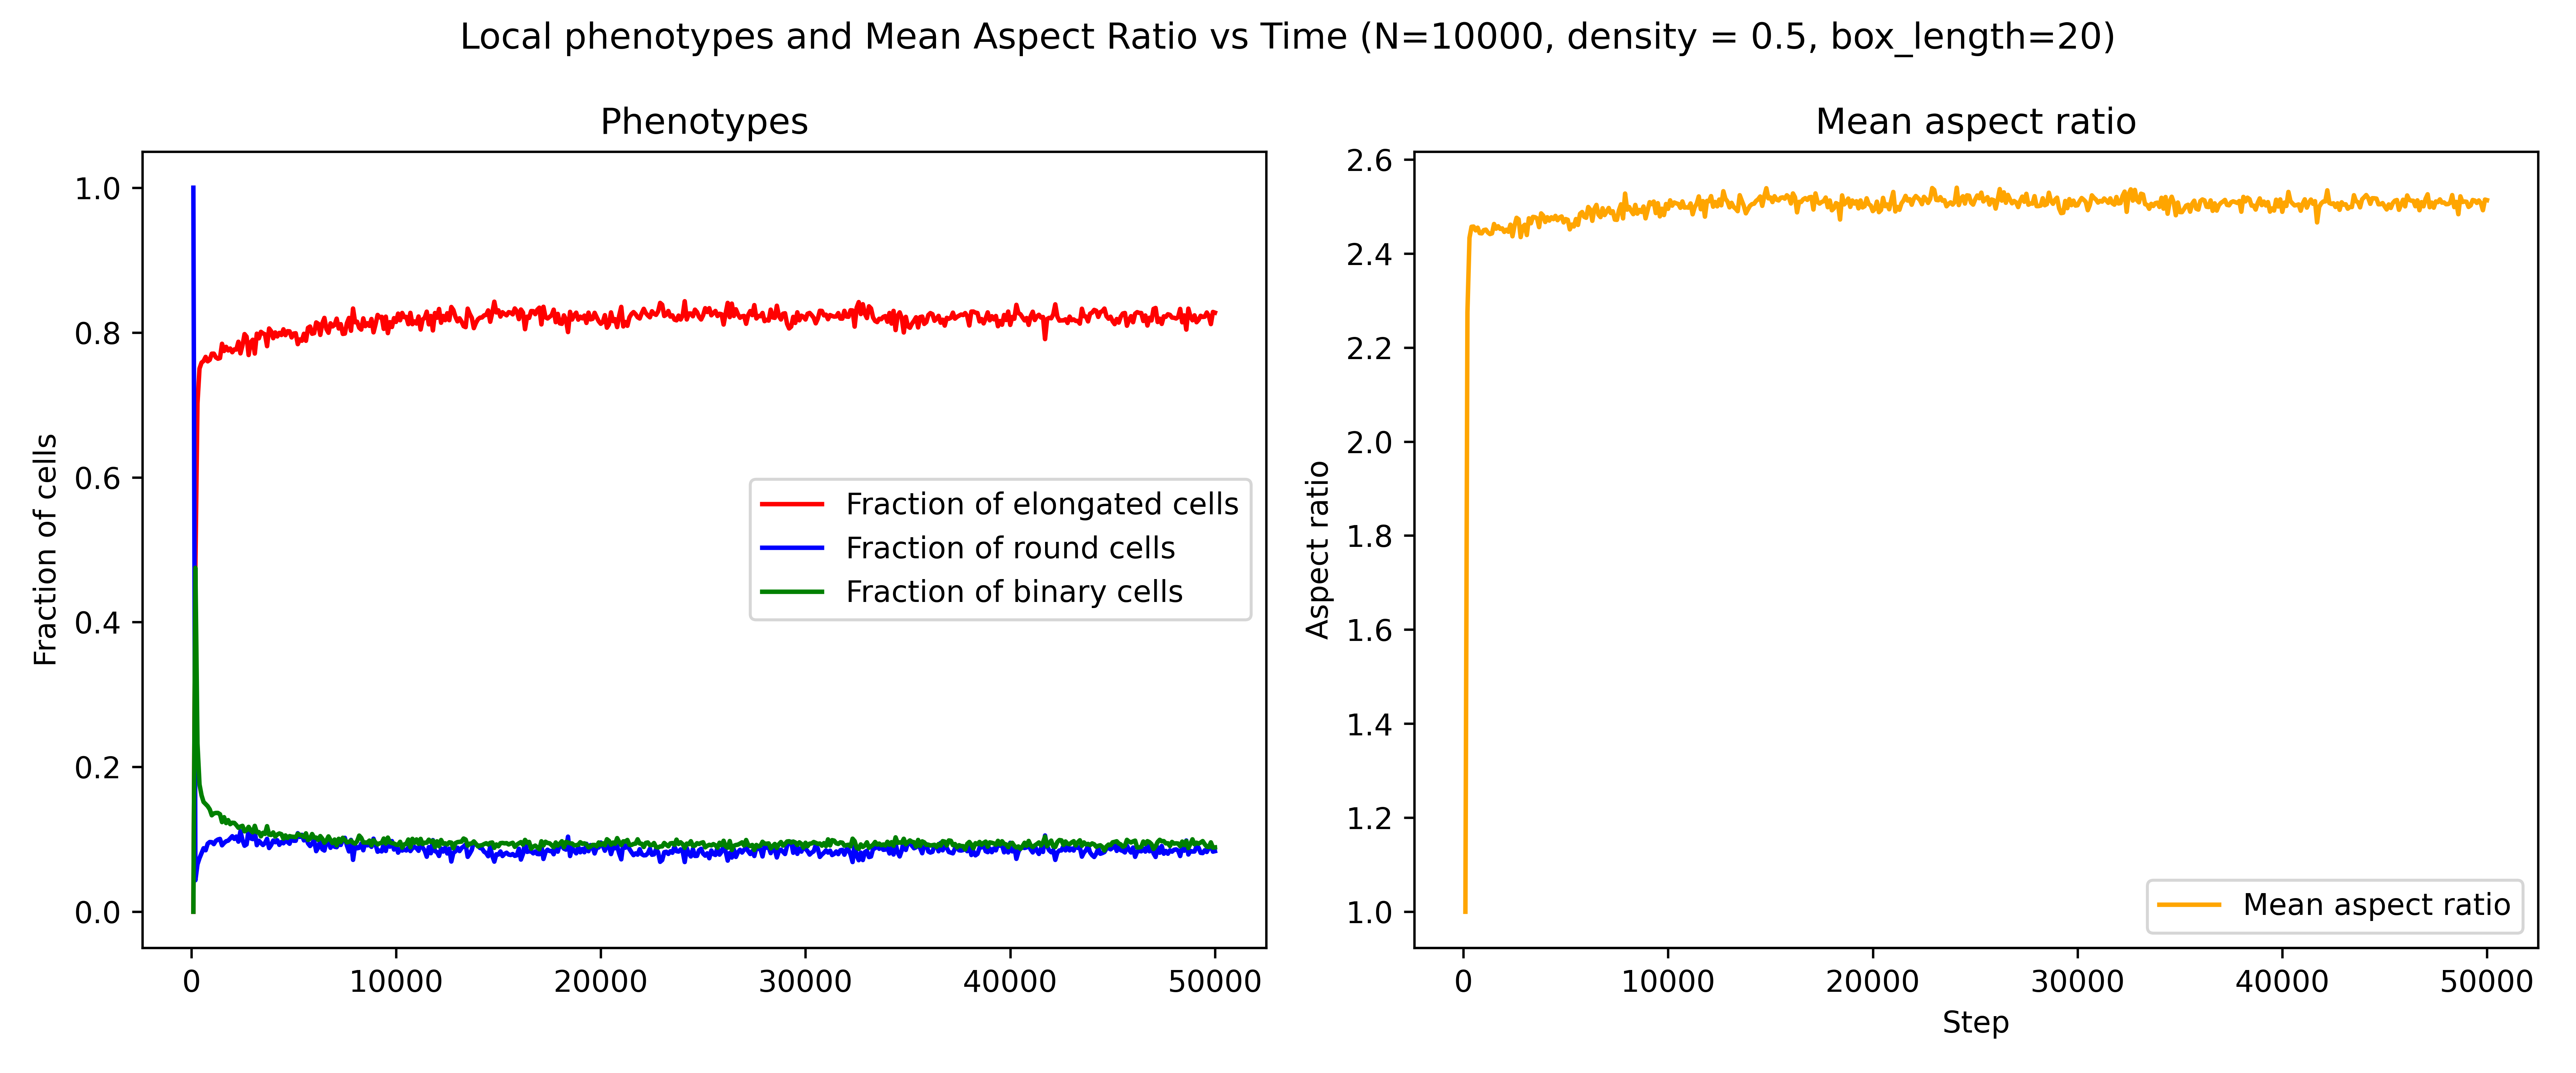 Local phenotypes and Mean Aspect Ratio vs Time (N=10000, density = 0.5, box_length=20)
Phenotypes
Fraction of cells
1.0
0.8
0.6
0.4
0.2
0.0
Fraction of elongated cells
Fraction of round cells
Fraction of binary cells
0 10000 20000 30000 40000 50000
Mean aspect ratio
Aspect ratio
2.6
2.4
2.2
2.0
1.8
1.6
1.4
1.2
1.0
Mean aspect ratio
0 10000 20000 30000 40000 50000
Step